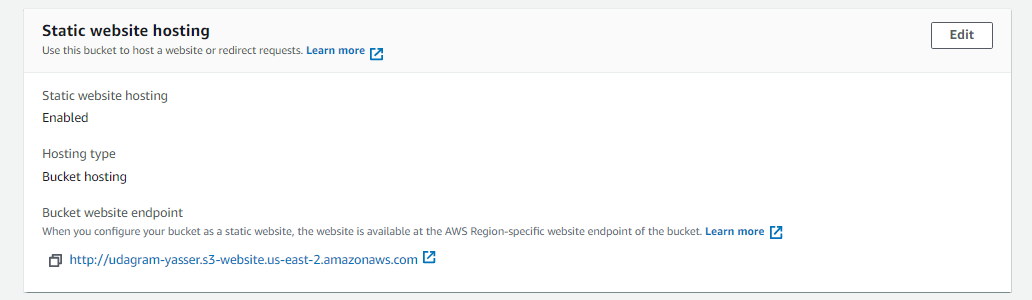 Static website hosting
Edit
Use this bucket to host a website or redirect requests. Learn more
Static website hosting
Enabled
Hosting type
Bucket hosting
Bucket website endpoint
When you configure your bucket as a static website, the website is available at the AWS Region-specific website endpoint of the bucket. Learn more
http://udagram-yasser.s3-website.us-east-2.amazonaws.com